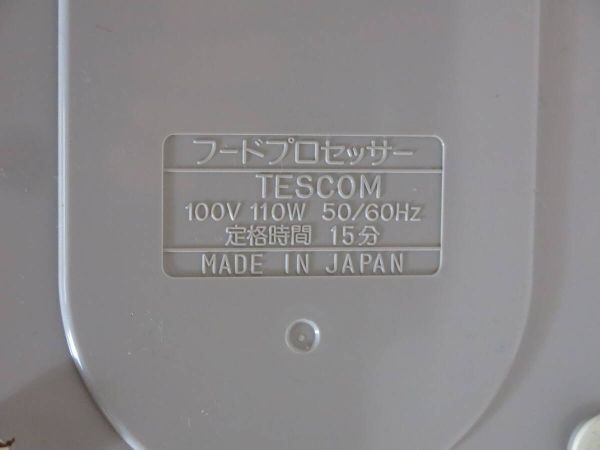 フードプロセッサー
TESCOM
100V 110W 50/60Hz
定格時間 15分
MADE IN JAPAN